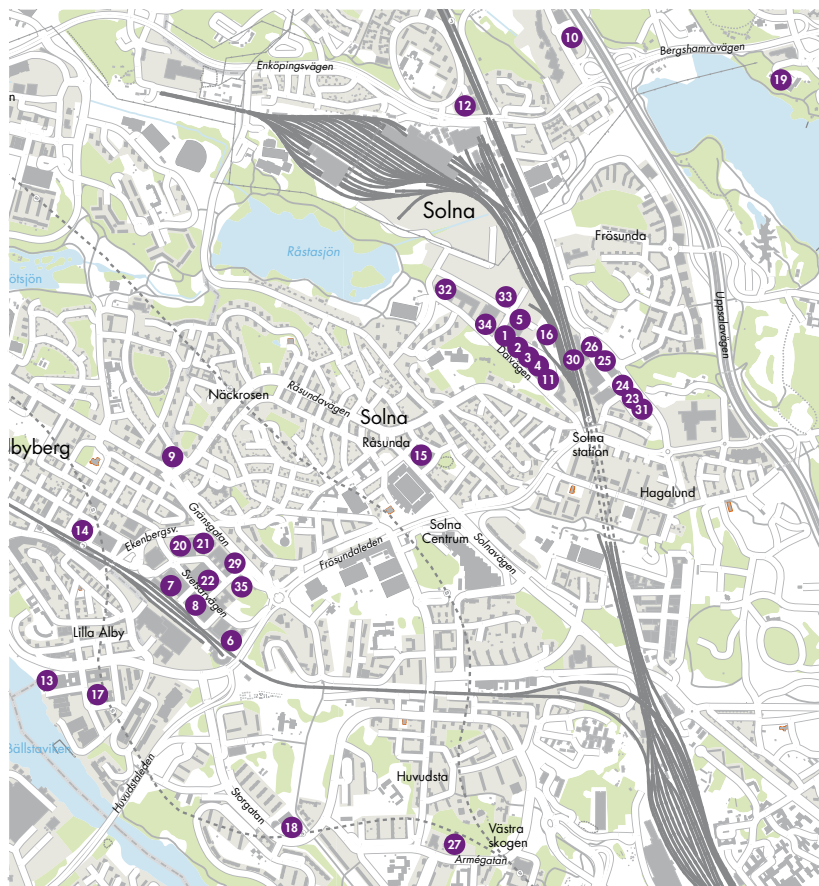 10
Bergshamravägen
Enköpingsvägen
19
n
12
Solna
Frösunda
Råstasjön
ötsjön
32
33
Uppsalavägen
5
34
1
16
2
26
3
30
25
4
Dalvägen
11
24
23
31
Näckrosen
Råsundavägen
Solna
Råsunda
Solna
station
lbyberg
9
15
Hagalund
Gränsgatan
14
Ekenbergsv.
20
21
Solna
Centrum
Solnavägen
Frösundaleden
29
7
22
35
Svetsarvägen
8
Lilla Alby
6
13
17
Bällstaviken
Huvudstaleden
Huvudsta
Storgatan
18
Västra
skogen
27
Armégatan